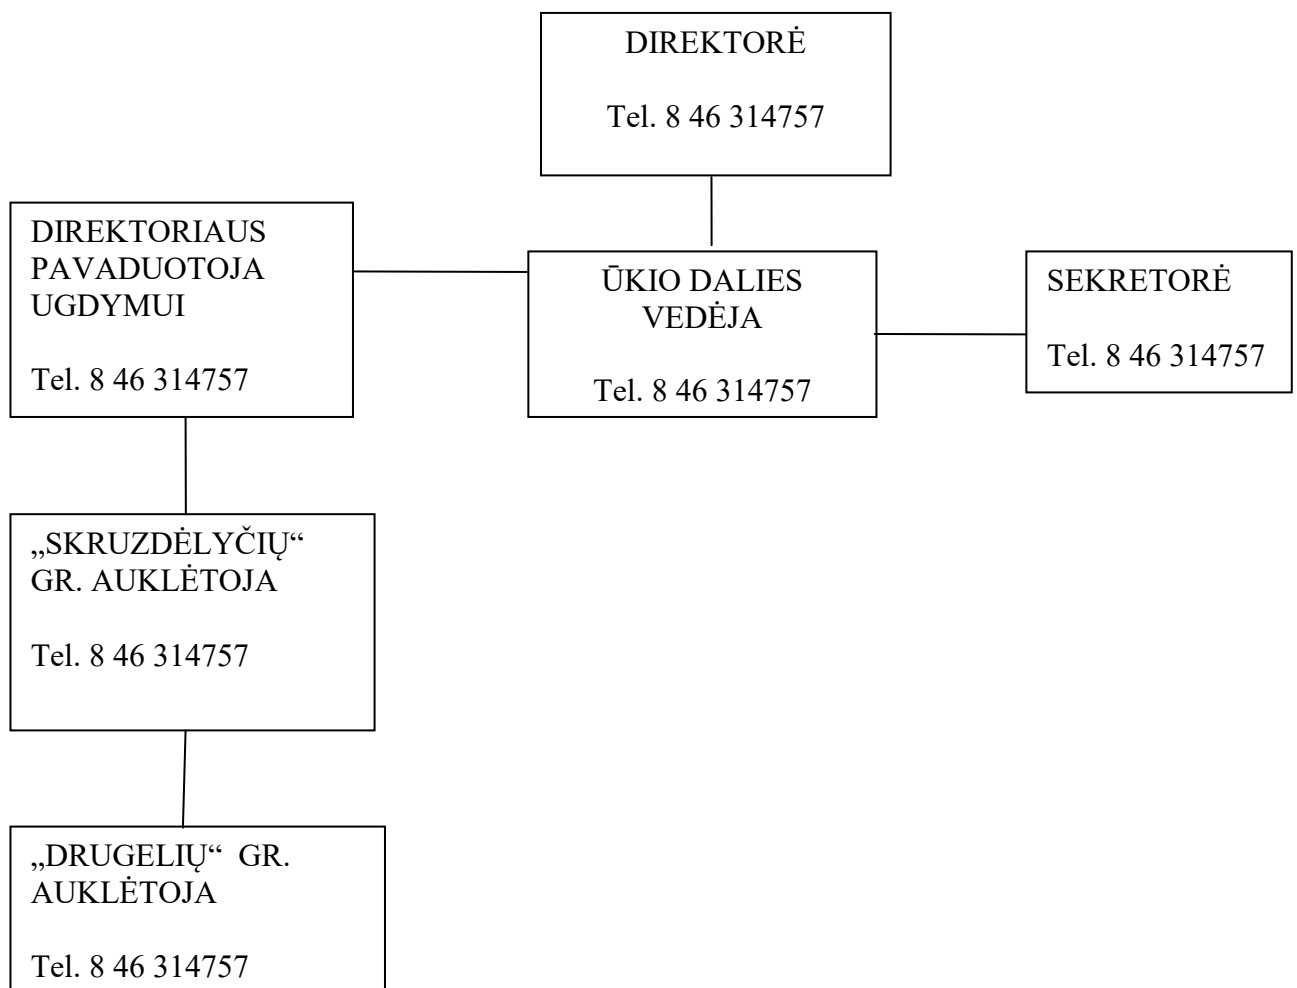 DIREKTORĖ
Tel. 8 46 314757
DIREKTORIAUS
PAVADUOTOJA
UGDYMUI
Tel. 8 46 314757
ŪKIO DALIES
VEDĖJA
Tel. 8 46 314757
SEKRETORĖ
Tel. 8 46 314757
„SKRUZDĖLYČIŲ“
GR. AUKLĖTOJA
Tel. 8 46 314757
„DRUGELIŲ“ GR.
AUKLĖTOJA
Tel. 8 46 314757